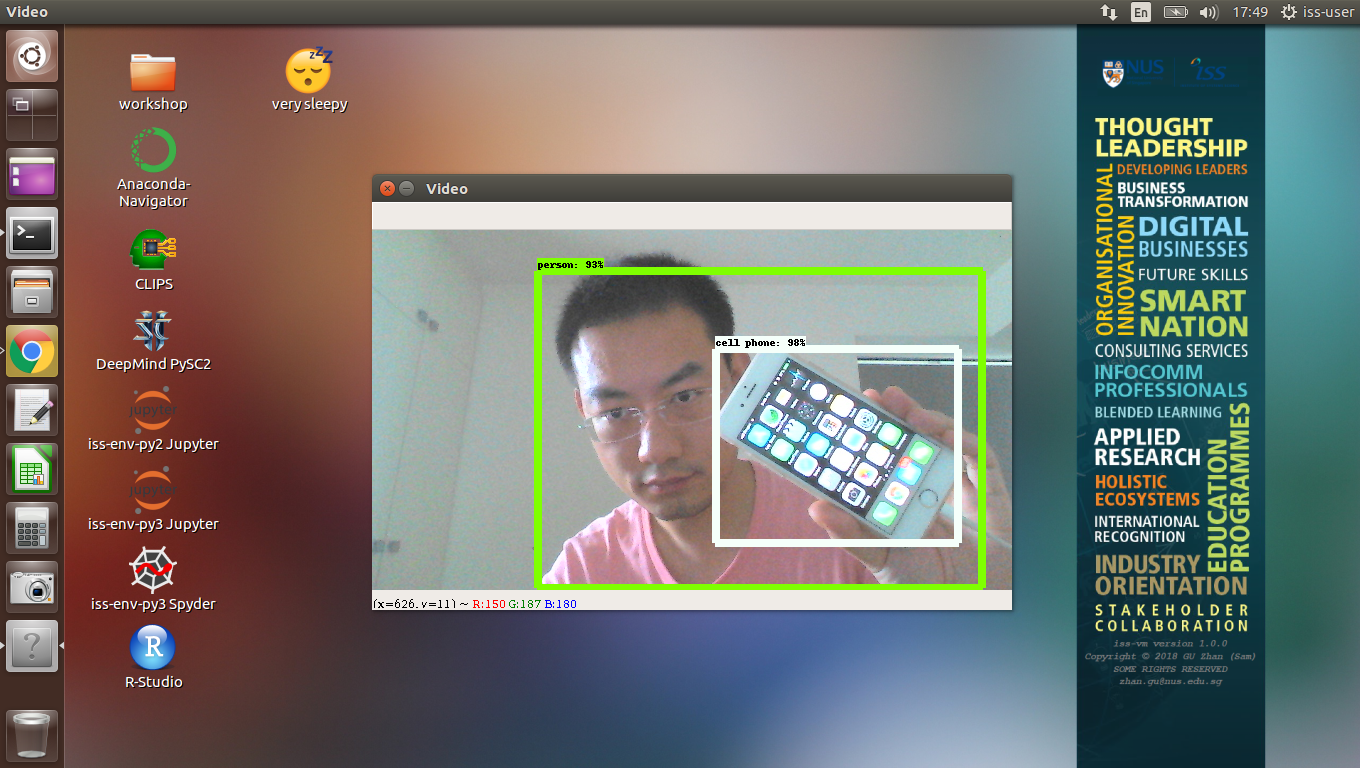 Video
En
17:49
iss-user
workshop
very sleepy
Anaconda-
Navigator
CLIPS
DeepMind PySC2
jupyter
iss-env-py2 Jupyter
jupyter
iss-env-py3 Jupyter
iss-env-py3 Spyder
R
R-Studio
Video
person: 93%
cell phone: 98%
(x=626, y=11) ~ R:150 G:187 B:180
NUS
ISS
THOUGHT
LEADERSHIP
DEVELOPING LEADERS
ORGANISATIONAL
INNOVATION
BUSINESS
TRANSFORMATION
DIGITAL
BUSINESSES
FUTURE SKILLS
SMART
NATION
CONSULTING SERVICES
INFOCOMM
PROFESSIONALS
BLENDED LEARNING
APPLIED
RESEARCH
HOLISTIC
ECOSYSTEMS
INTERNATIONAL
RECOGNITION
EDUCATION
PROGRAMMES
INDUSTRY
ORIENTATION
STAKEHOLDER
COLLABORATION
iss-vm version 1.0.0
Copyright © 2018 GU Zhan (Sam)
SOME RIGHTS RESERVED
zhan.gu@nus.edu.sg